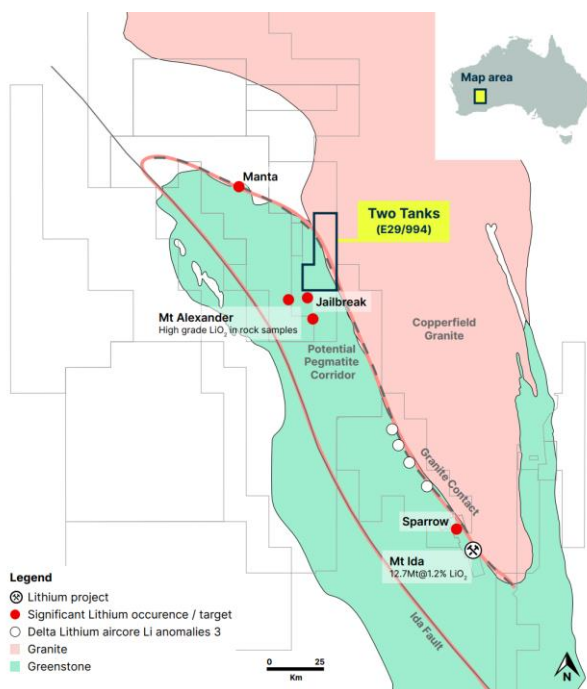 Map area
Manta
Two Tanks
(E29/994)
Jailbreak
Mt Alexander
High grade LiO₂ in rock samples
Potential
Pegmatite
Corridor
Copperfield
Granite
Granite Contact
Sparrow
Mt Ida
12.7Mt@1.2% LiO₂
Ida Fault
Legend
Lithium project
Significant Lithium occurence / target
Delta Lithium aircore Li anomalies 3
Granite
Greenstone
0 25
Km
N